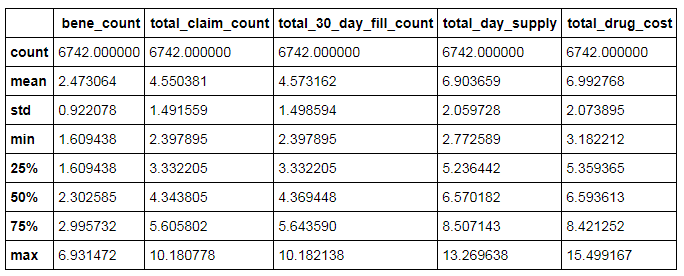 bene_count total_claim_count total_30_day_fill_count total_day_supply total_drug_cost
count 6742.000000 6742.000000 6742.000000 6742.000000 6742.000000
mean 2.473064 4.550381 4.573162 6.903659 6.992768
std 0.922078 1.491559 1.498594 2.059728 2.073895
min 1.609438 2.397895 2.397895 2.772589 3.182212
25% 1.609438 3.332205 3.332205 5.236442 5.359365
50% 2.302585 4.343805 4.369448 6.570182 6.593613
75% 2.995732 5.605802 5.643590 8.507143 8.421252
max 6.931472 10.180778 10.182138 13.269638 15.499167